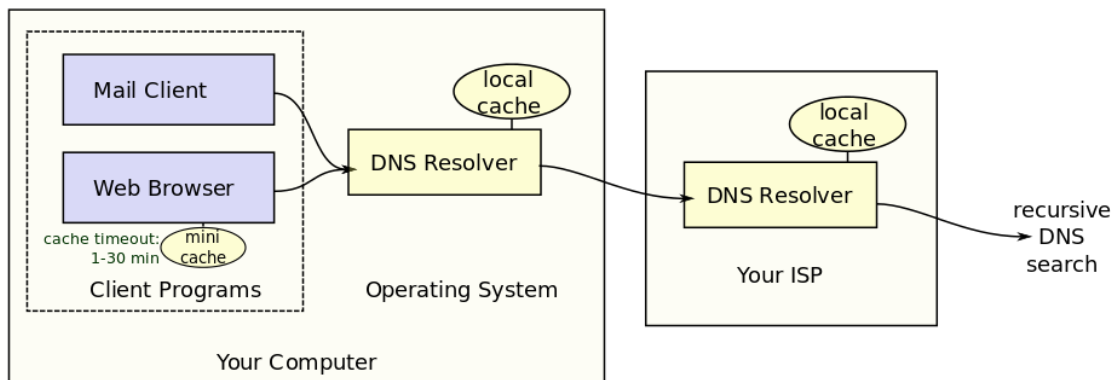 Mail Client
Web Browser
cache timeout:
1-30 min
mini
cache
Client Programs
local
cache
DNS Resolver
Operating System
Your Computer
local
cache
DNS Resolver
Your ISP
recursive
DNS
search